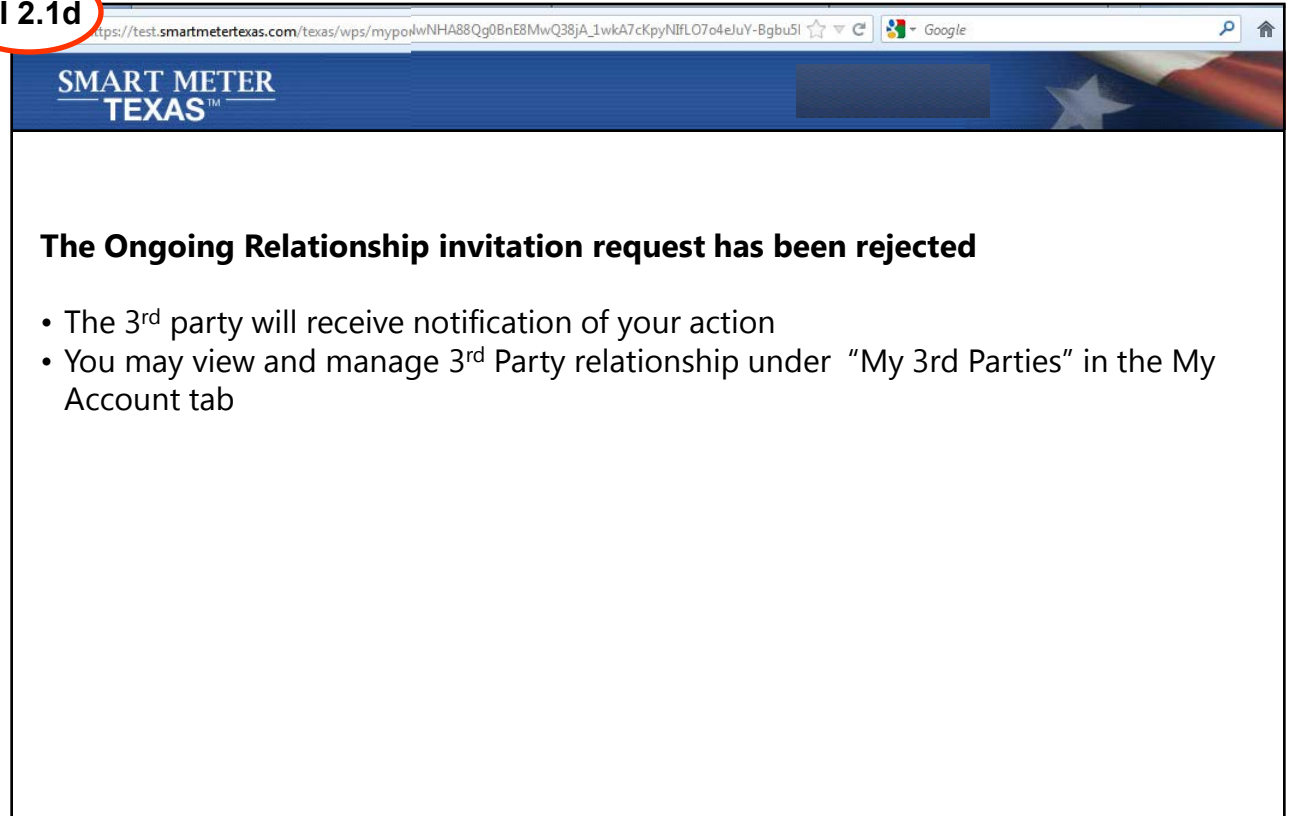 l 2.1d
tps://test.smartmetertexas.com/texas/wps/mypor wNHA88Qg0BnE8MwQ38jA_1wkA7cKpyNIfLO7o4eJuY-Bgbu5l Google
SMART METER
TEXAS™
The Ongoing Relationship invitation request has been rejected
• The 3rd party will receive notification of your action
• You may view and manage 3rd Party relationship under “My 3rd Parties” in the My
Account tab